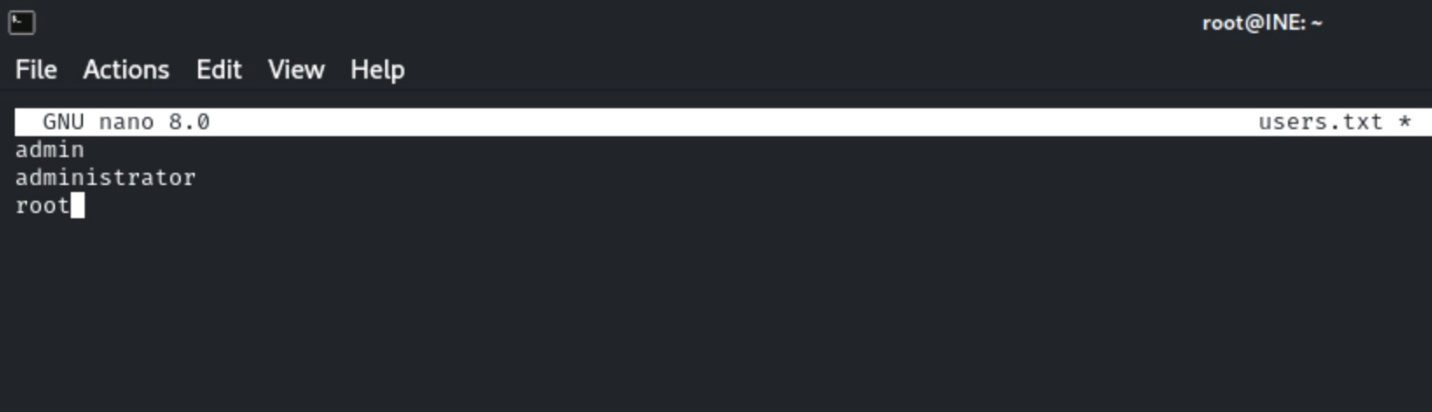 root@INE: ~
File Actions Edit View Help
GNU nano 8.0 users.txt *
admin
administrator
root